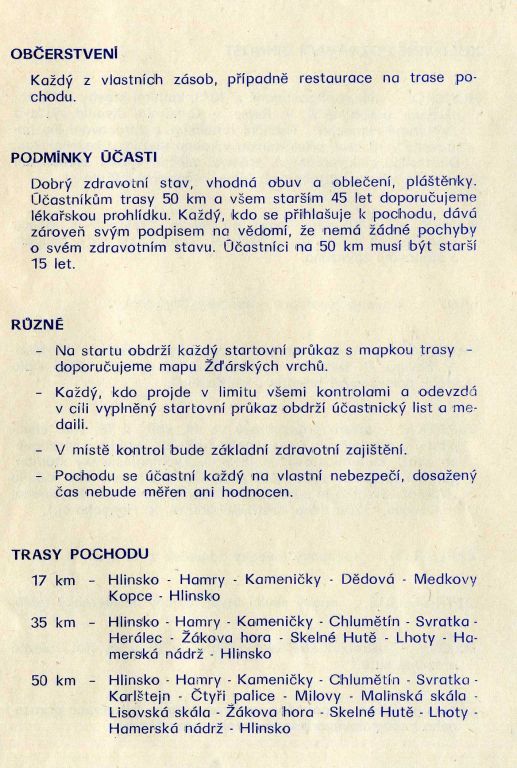 OBČERSTVENÍ
Každý z vlastních zásob, případně restaurace na trase po-
chodu.
PODMÍNKY ÚČASTI
Dobrý zdravotní stav, vhodná obuv a oblečení, pláštěnky.
Účastníkům trasy 50 km a všem starším 45 let doporučujeme
lékařskou prohlídku. Každý, kdo se přihlašuje k pochodu, dává
zároveň svým podpisem na vědomí, že nemá žádné pochyby
o svém zdravotním stavu. Účastníci na 50 km musí být starší
15 let.
RŮZNÉ
- Na startu obdrží každý startovní průkaz s mapkou trasy -
doporučujeme mapu Žďárských vrchů.
- Každý, kdo projde v limitu všemi kontrolami a odevzdá
v cíli vyplněný startovní průkaz obdrží účastnický list a me-
daili.
- V místě kontrol bude základní zdravotní zajištění.
- Pochodu se účastní každý na vlastní nebezpečí, dosažený
čas nebude měřen ani hodnocen.
TRASY POCHODU
17 km - Hlinsko - Hamry - Kameničky - Dědová - Medkovy
Kopce - Hlinsko
35 km - Hlinsko - Hamry - Kameničky - Chlumětín - Svratka -
Herálec - Žákova hora - Skelné Hutě - Lhoty - Ha-
merská nádrž - Hlinsko
50 km - Hlinsko - Hamry - Kameničky - Chlumětín - Svratka -
Karlštejn - Čtyři palice - Milovy - Malinská skála -
Lisovská skála - Žákova hora - Skelné Hutě - Lhoty -
Hamerská nádrž - Hlinsko